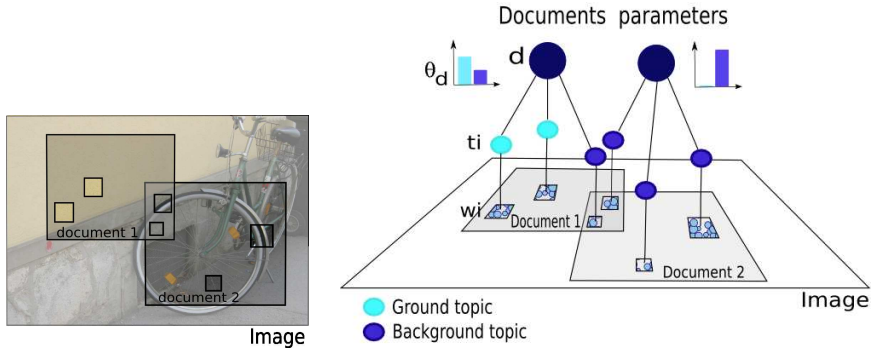 document 1
document 2
Image
Documents parameters
θd
d
ti
wi
Document 1
Document 2
Image
Ground topic
Background topic